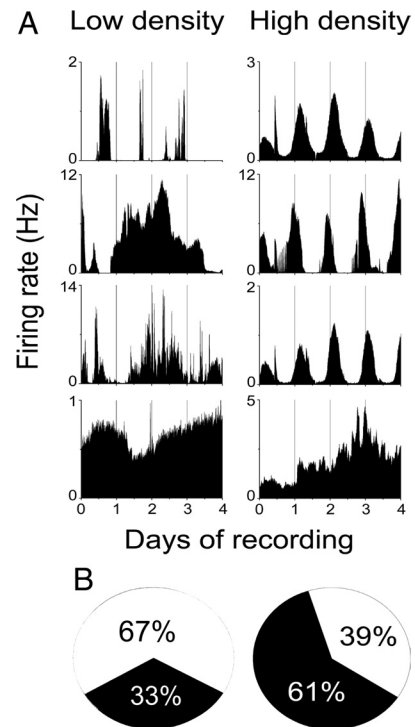 A
Low density
High density
2
0
3
0
12
0
12
0
14
0
2
0
1
0
5
0
0 1 2 3 4
0 1 2 3 4
Firing rate (Hz)
Days of recording
B
67%
33%
39%
61%